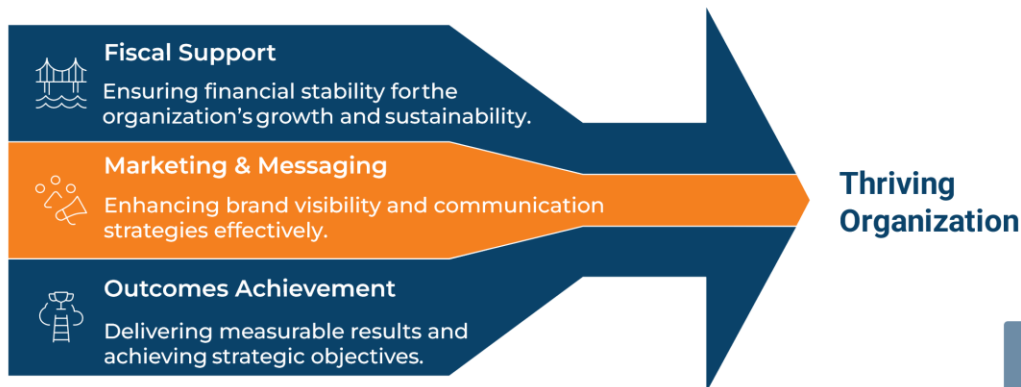 Fiscal Support
Ensuring financial stability for the
organization's growth and sustainability.
Marketing & Messaging
Enhancing brand visibility and communication
strategies effectively.
Outcomes Achievement
Delivering measurable results and
achieving strategic objectives.
Thriving
Organization